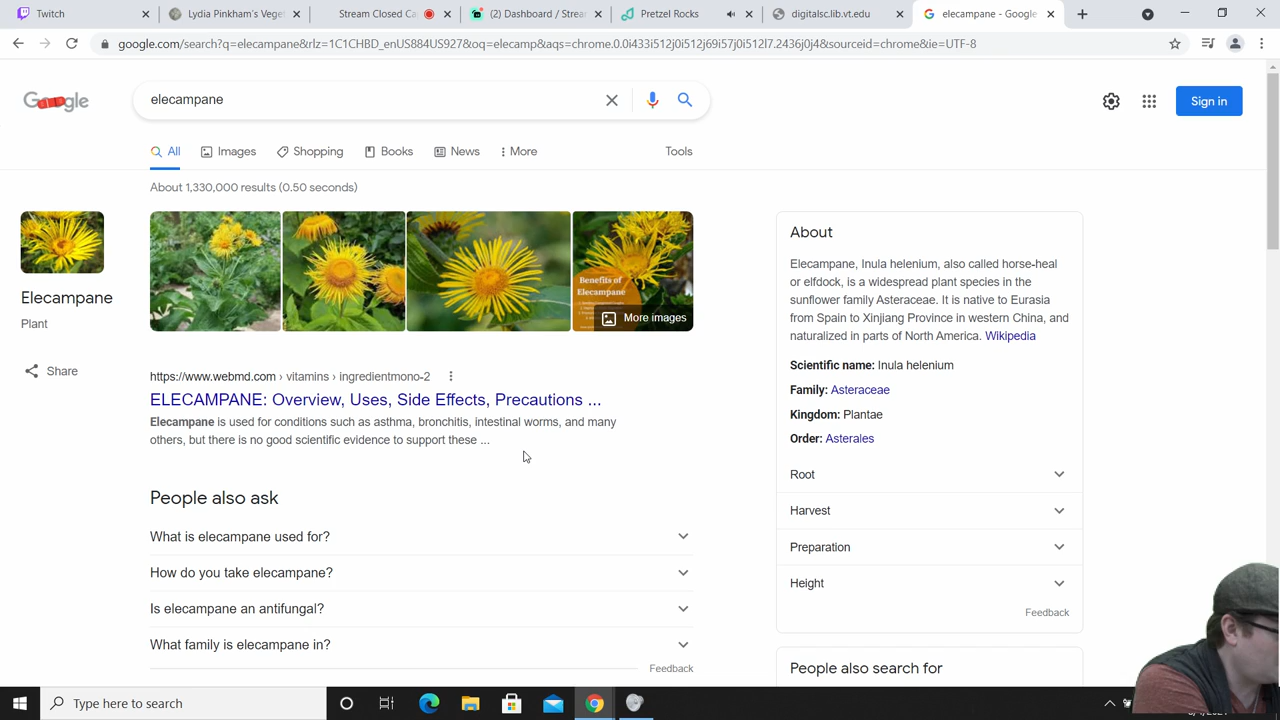 Twitch
Lydia Pinkham's Veget
Stream Closed Ca
(2) Dashboard / Strea
Pretzel Rocks
digitalsc.lib.vt.edu
elecampane - Google
google.com/search?q=elecampane&rlz=1C1CHBD_enUS884US927&oq=elecamp&aqs=chrome.0.0i433i512j0i512j69i57j0i512l7.2436j0j4&sourceid=chrome&ie=UTF-8
Google
elecampane
Sign in
All
Images
Shopping
Books
News
More
Tools
About 1,330,000 results (0.50 seconds)
Elecampane
Plant
Share
Benefits of
Elecampane
More images
https://www.webmd.com › vitamins › ingredientmono-2
ELECAMPANE: Overview, Uses, Side Effects, Precautions ...
Elecampane is used for conditions such as asthma, bronchitis, intestinal worms, and many
others, but there is no good scientific evidence to support these ...
People also ask
What is elecampane used for?
How do you take elecampane?
Is elecampane an antifungal?
What family is elecampane in?
Feedback
About
Elecampane, Inula helenium, also called horse-heal
or elfdock, is a widespread plant species in the
sunflower family Asteraceae. It is native to Eurasia
from Spain to Xinjiang Province in western China, and
naturalized in parts of North America. Wikipedia
Scientific name: Inula helenium
Family: Asteraceae
Kingdom: Plantae
Order: Asterales
Root
Harvest
Preparation
Height
Feedback
People also search for
Type here to search